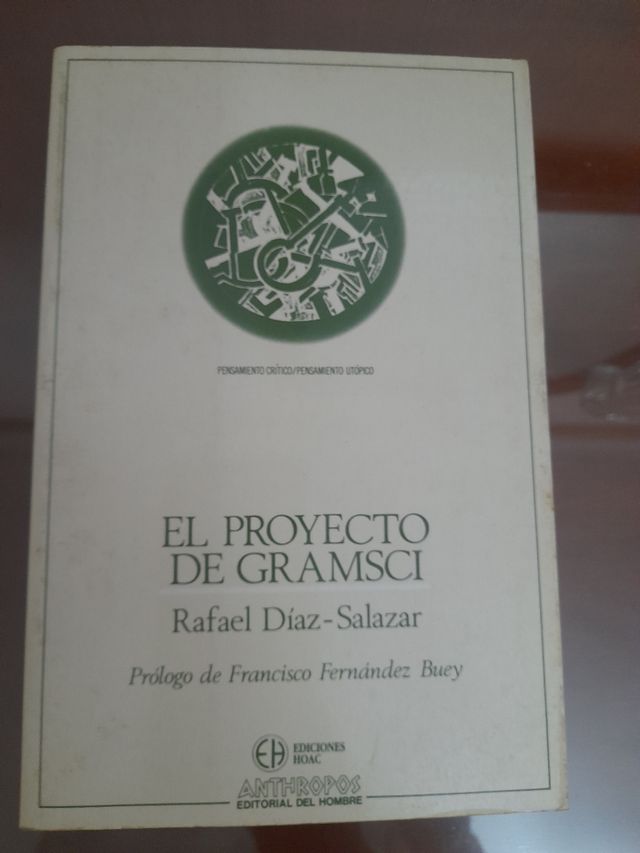 PENSAMIENTO CRÍTICO/PENSAMIENTO UTÓPICO
EL PROYECTO
DE GRAMSCI
Rafael Díaz-Salazar
Prólogo de Francisco Fernández Buey
EH EDICIONES
HOAC
ANTHROPOS
EDITORIAL DEL HOMBRE